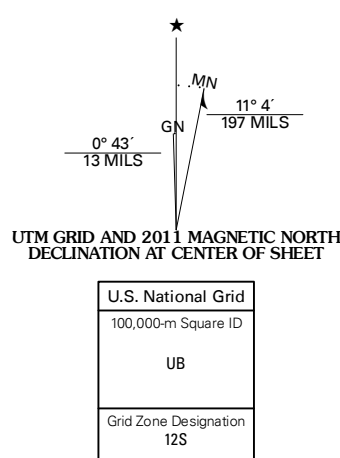 ★
MN
11° 4´
197 MILS
GN
0° 43´
13 MILS
UTM GRID AND 2011 MAGNETIC NORTH
DECLINATION AT CENTER OF SHEET
U.S. National Grid
100,000-m Square ID
UB
Grid Zone Designation
12S